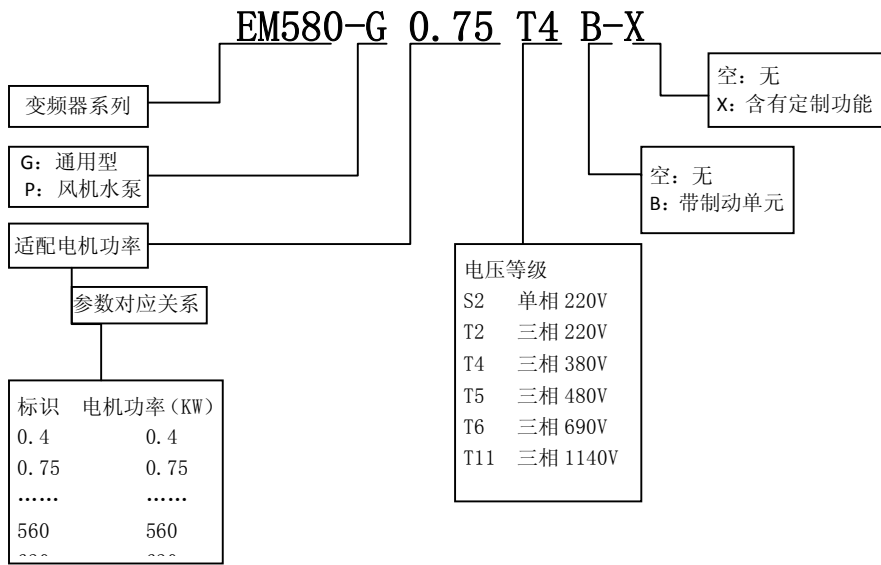 EM580-G 0.75 T4 B-X
变频器系列
G: 通用型
P: 风机水泵
适配电机功率
参数对应关系
标识 电机功率(KW)
0.4 0.4
0.75 0.75
…… ……
560 560
空: 无
X: 含有定制功能
空: 无
B: 带制动单元
电压等级
S2 单相 220V
T2 三相 220V
T4 三相 380V
T5 三相 480V
T6 三相 690V
T11 三相 1140V